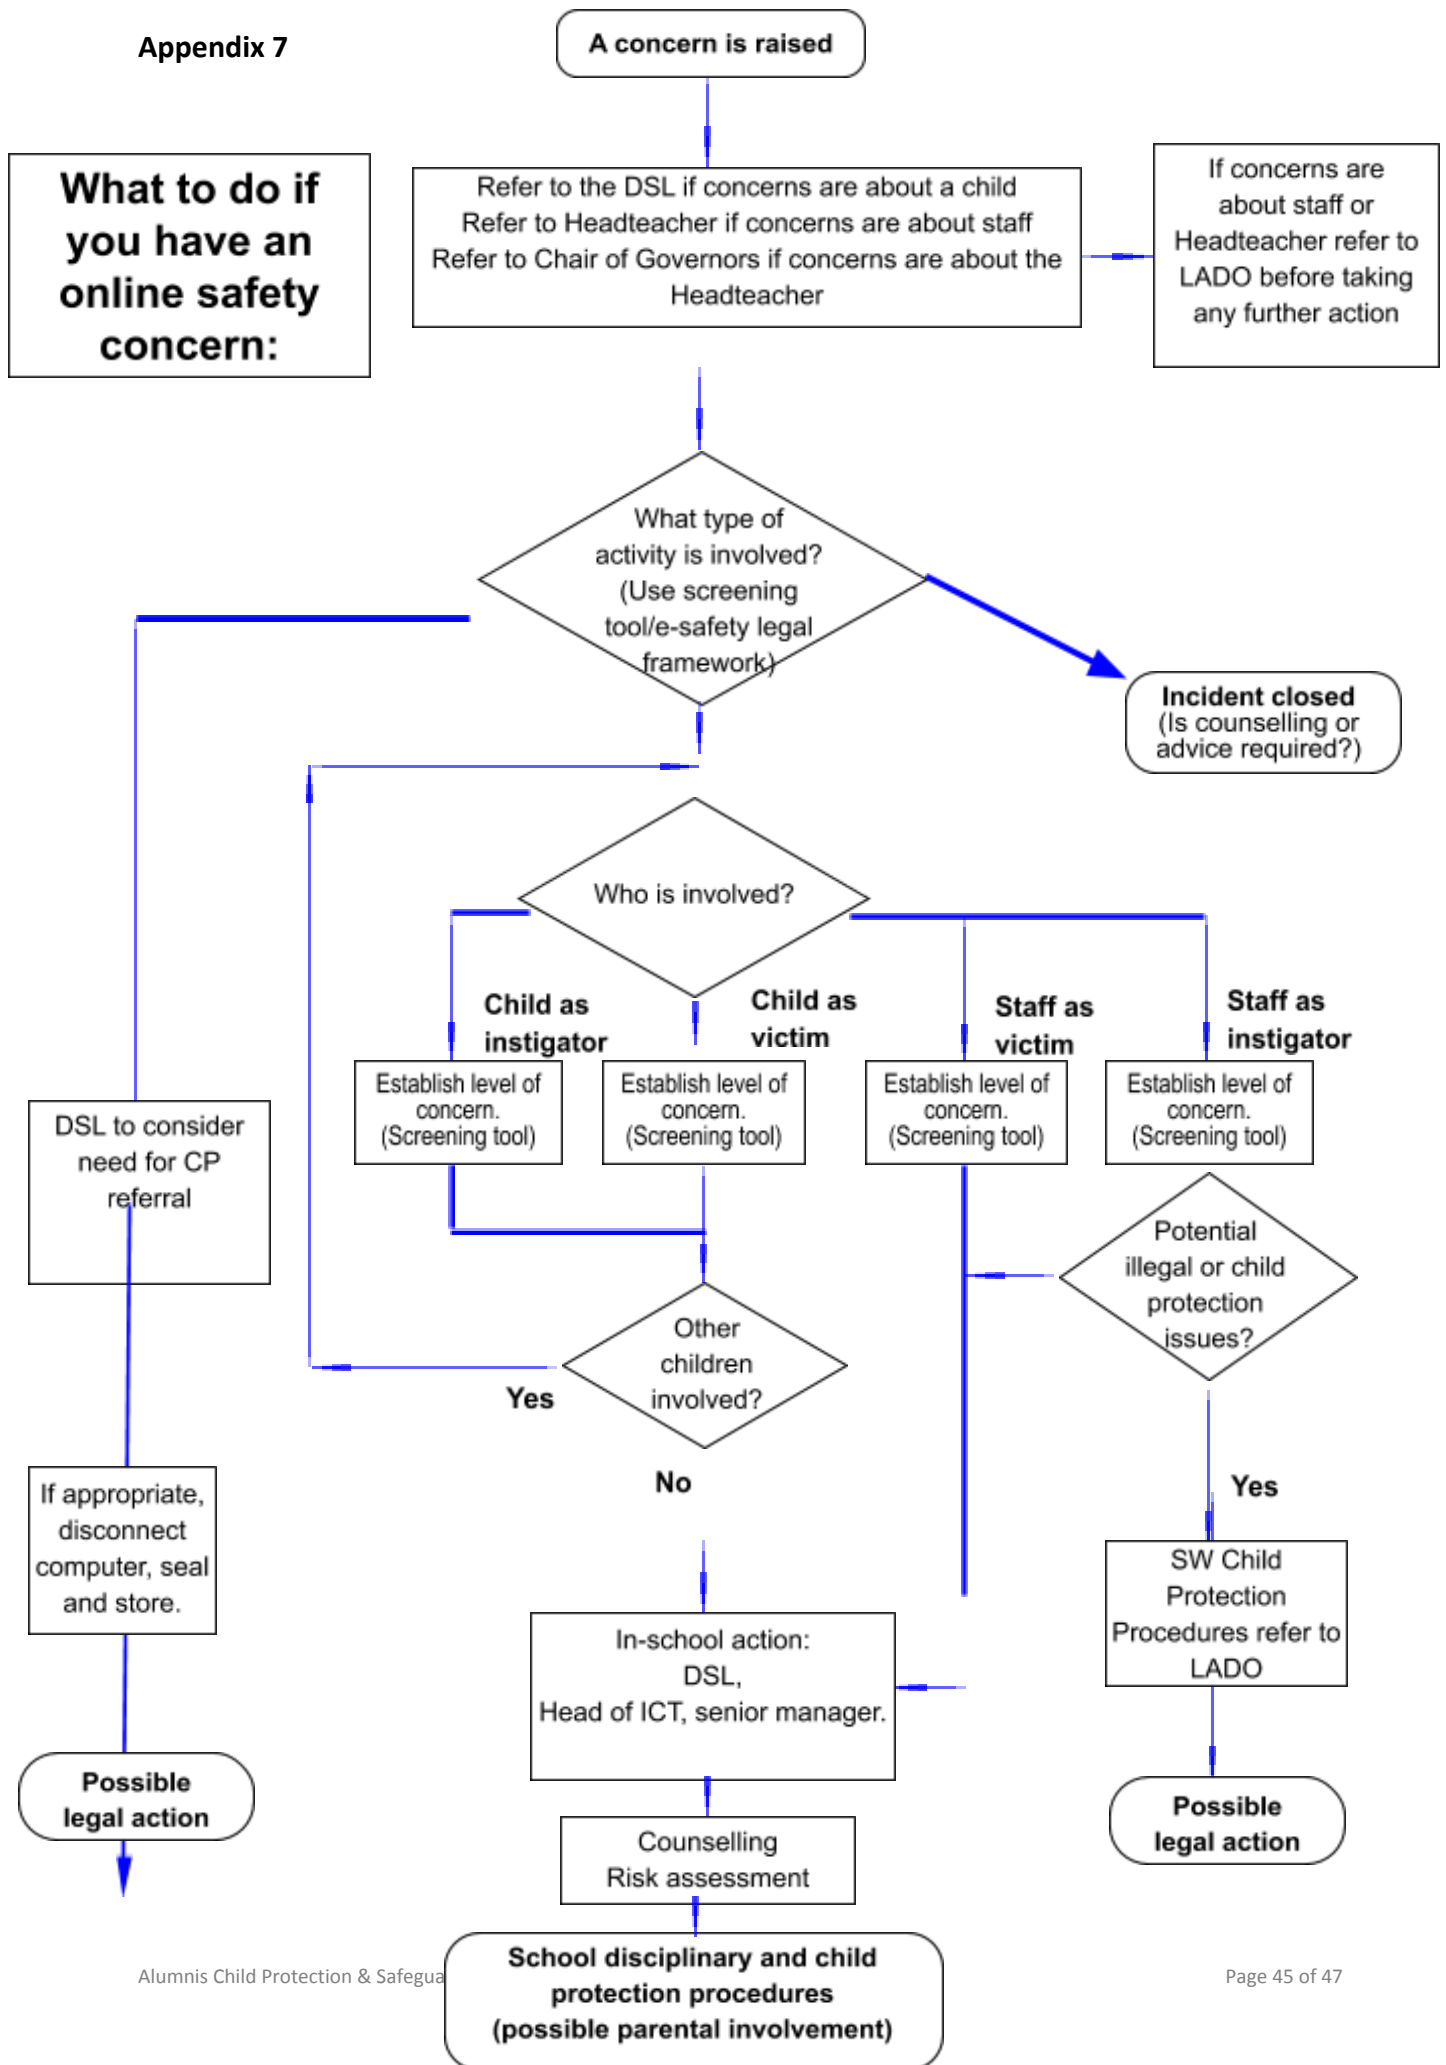 Appendix 7
A concern is raised
What to do if
you have an
online safety
concern:
Refer to the DSL if concerns are about a child
Refer to Headteacher if concerns are about staff
Refer to Chair of Governors if concerns are about the
Headteacher
If concerns are
about staff or
Headteacher refer to
LADO before taking
any further action
What type of
activity is involved?
(Use screening
tool/e-safety legal
framework)
Incident closed
(Is counselling or
advice required?)
Who is involved?
Child as
instigator
Child as
victim
Staff as
victim
Staff as
instigator
Establish level of
concern.
(Screening tool)
Establish level of
concern.
(Screening tool)
Establish level of
concern.
(Screening tool)
Establish level of
concern.
(Screening tool)
DSL to consider
need for CP
referral
Potential
illegal or child
protection
issues?
Other
children
involved?
Yes
No
Yes
If appropriate,
disconnect
computer, seal
and store.
SW Child
Protection
Procedures refer to
LADO
In-school action:
DSL,
Head of ICT, senior manager.
Possible
legal action
Possible
legal action
Counselling
Risk assessment
School disciplinary and child
protection procedures
(possible parental involvement)
Alumnis Child Protection & Safegua
Page 45 of 47